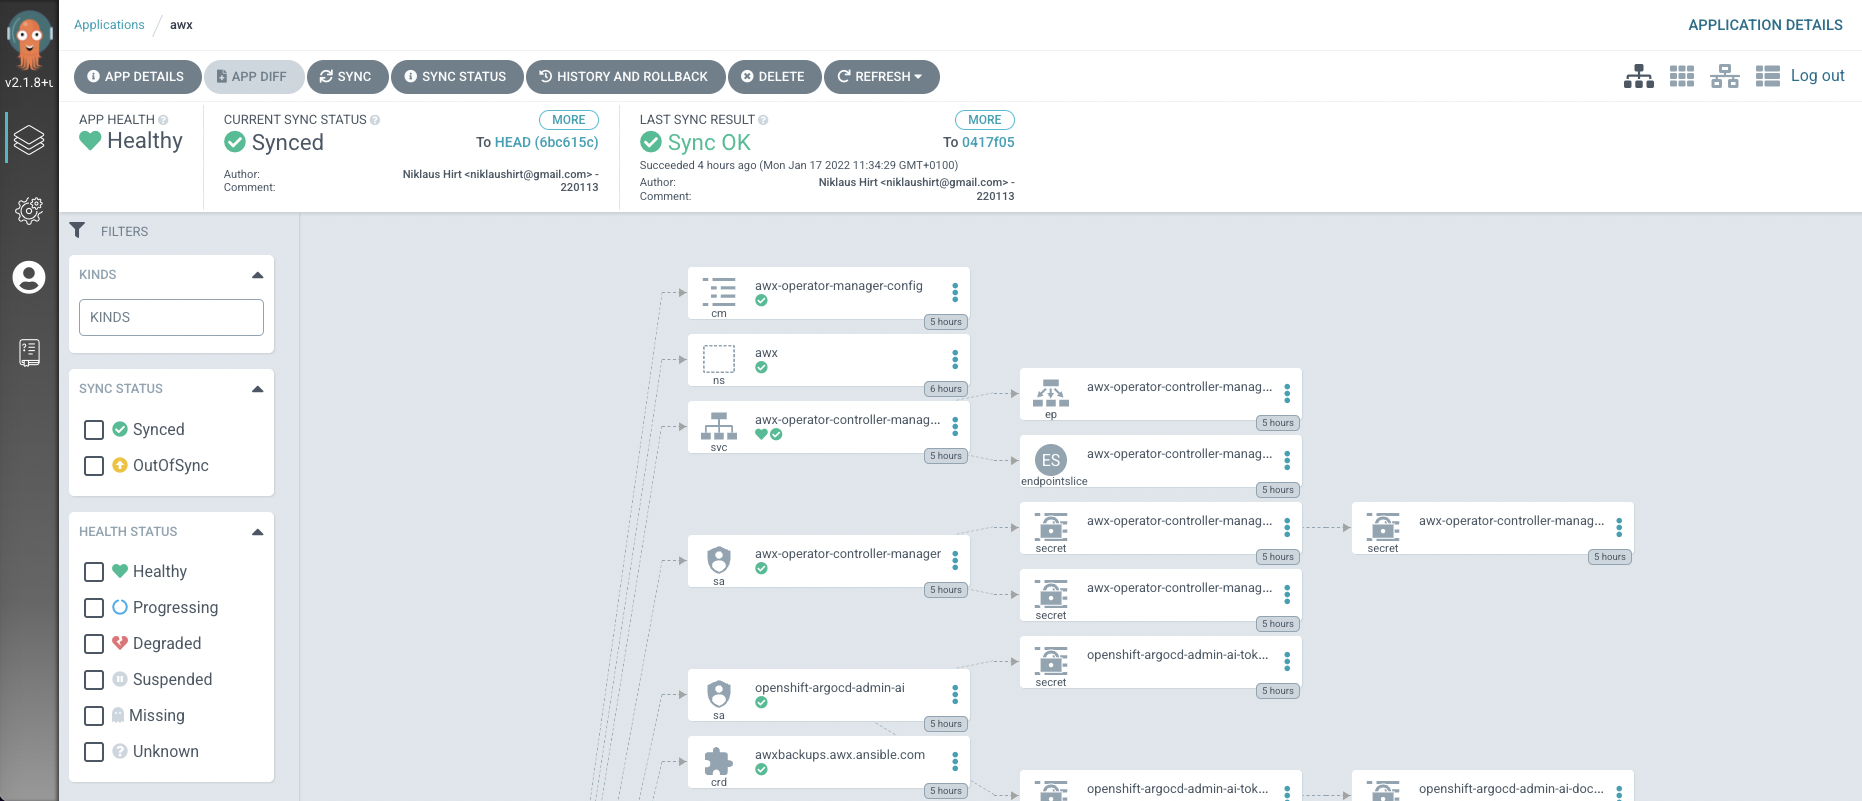 Applications / awx
APPLICATION DETAILS
v2.1.8+u
APP DETAILS
APP DIFF
SYNC
SYNC STATUS
HISTORY AND ROLLBACK
DELETE
REFRESH
Log out
APP HEALTH
Healthy
CURRENT SYNC STATUS
MORE
Synced
To HEAD (6bc615c)
Author: Niklaus Hirt <niklaushirt@gmail.com> -
Comment: 220113
LAST SYNC RESULT
MORE
Sync OK
To 0417f05
Succeeded 4 hours ago (Mon Jan 17 2022 11:34:29 GMT+0100)
Author: Niklaus Hirt <niklaushirt@gmail.com> -
Comment: 220113
FILTERS
KINDS
KINDS
SYNC STATUS
Synced
OutOfSync
HEALTH STATUS
Healthy
Progressing
Degraded
Suspended
Missing
Unknown
awx-operator-manager-config
cm
5 hours
awx
ns
6 hours
awx-operator-controller-manag...
svc
5 hours
awx-operator-controller-manag...
ep
5 hours
ES
awx-operator-controller-manag...
endpointslice
5 hours
awx-operator-controller-manager
sa
5 hours
awx-operator-controller-manag...
secret
5 hours
awx-operator-controller-manag...
secret
5 hours
awx-operator-controller-manag...
secret
5 hours
openshift-argocd-admin-ai
sa
5 hours
openshift-argocd-admin-ai-tok...
secret
5 hours
awxbackups.awx.ansible.com
crd
5 hours
openshift-argocd-admin-ai-tok...
openshift-argocd-admin-ai-doc...